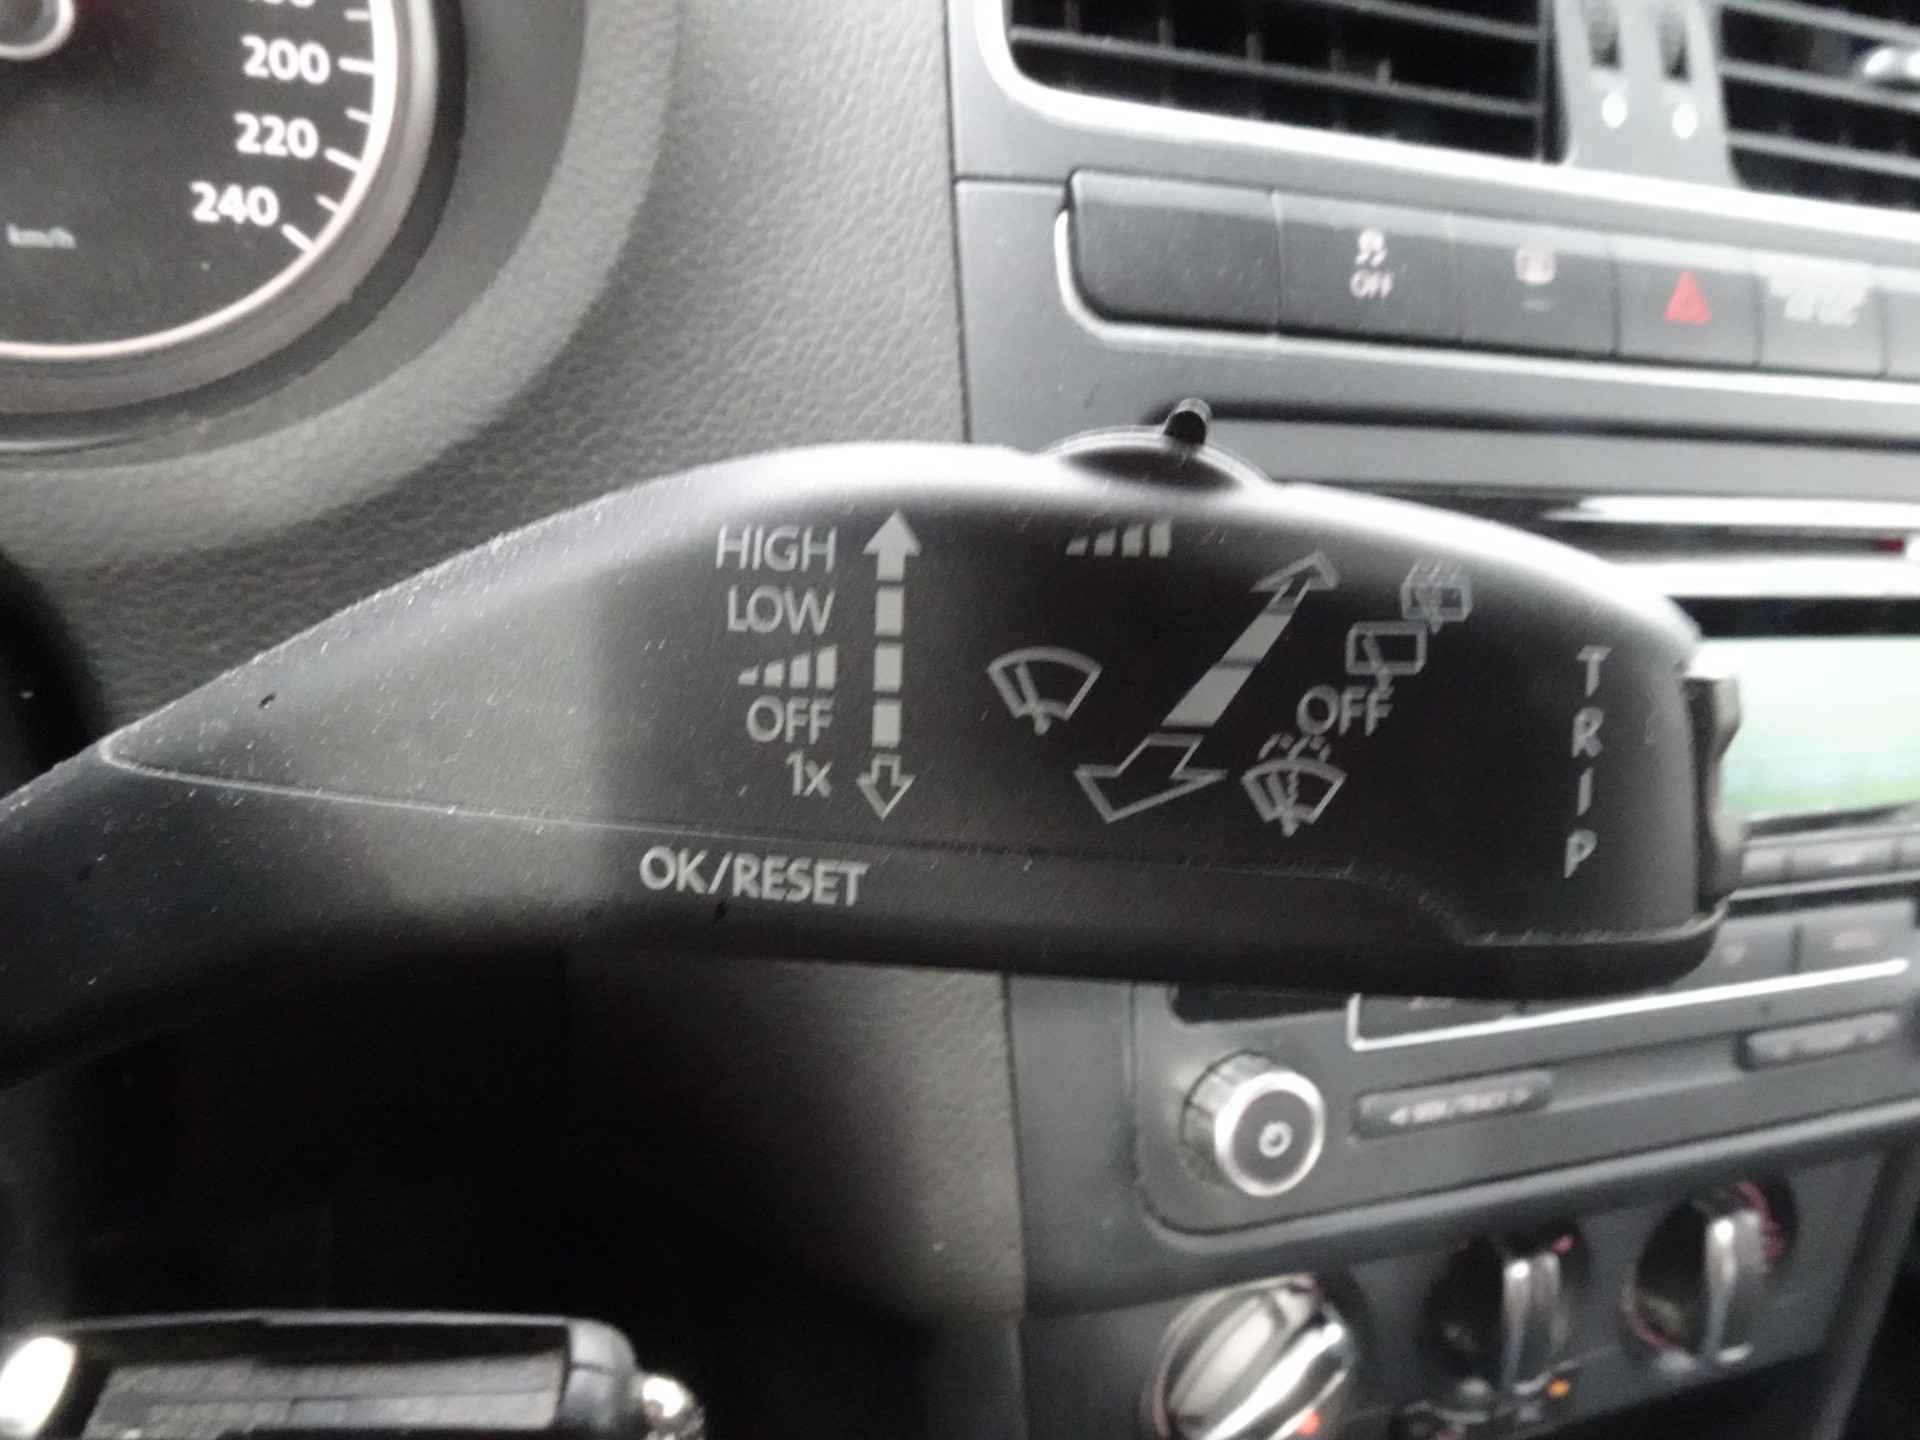 200
220
240
km/h
OFF
HIGH
LOW
OFF
1x
OFF
TRIP
OK/RESET